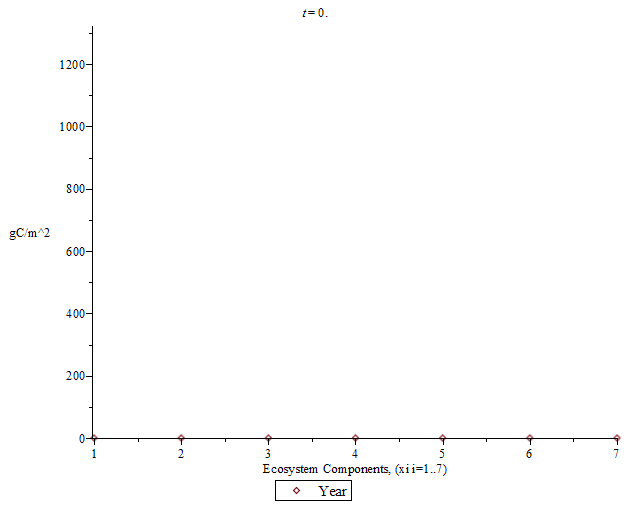 t = 0.
1200
1000
800
gC/m^2
600
400
200
0
1 2 3 4 5 6 7
Ecosystem Components, (xi i=1..7)
Year